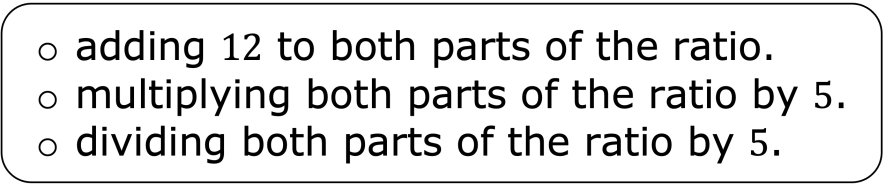 ○ adding 12 to both parts of the ratio.
○ multiplying both parts of the ratio by 5.
○ dividing both parts of the ratio by 5.